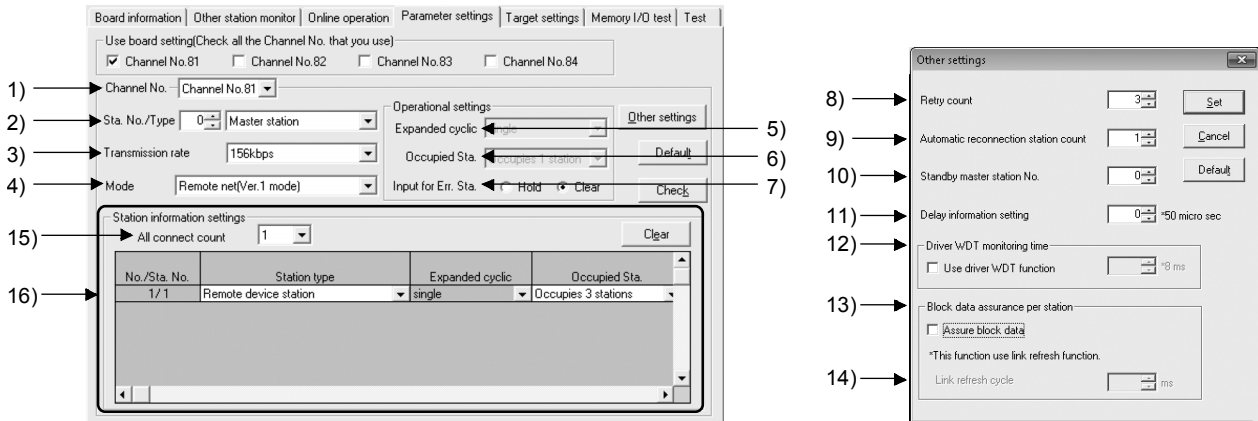 Board information Other station monitor Online operation Parameter settings Target settings Memory I/O test Test
Use board setting(Check all the Channel No. that you use)
Channel No.81 Channel No.82 Channel No.83 Channel No.84
1) Channel No. Channel No.81
2) Sta. No./Type 0 Master station
3) Transmission rate 156kbps
4) Mode Remote net(Ver.1 mode)
Operational settings
Expanded cyclic single 5)
Occupied Sta. Occupies 1 station 6)
Input for Err. Sta. Hold Clear 7)
Other settings
Default
Check
Station information settings
15) All connect count 1 Clear
No./Sta. No. Station type Expanded cyclic Occupied Sta.
16) 1/1 Remote device station single Occupies 3 stations
Other settings
8) Retry count 3 Set
9) Automatic reconnection station count 1 Cancel
10) Standby master station No. 0 Default
11) Delay information setting 0 *50 micro sec
12) Driver WDT monitoring time
Use driver WDT function *8 ms
13) Block data assurance per station
Assure block data
*This function use link refresh function.
14) Link refresh cycle ms